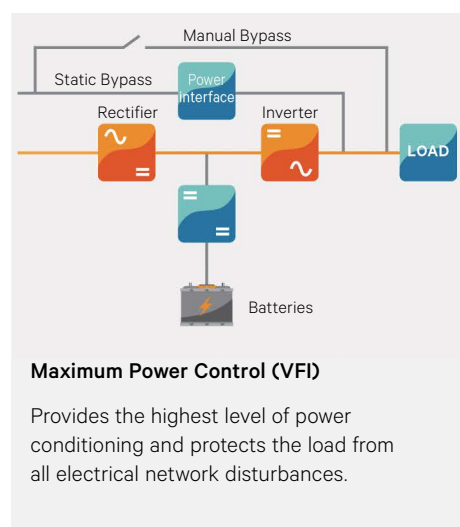 Manual Bypass
Static Bypass
Power
Interface
Rectifier
Inverter
LOAD
Batteries
Maximum Power Control (VFI)
Provides the highest level of power
conditioning and protects the load from
all electrical network disturbances.